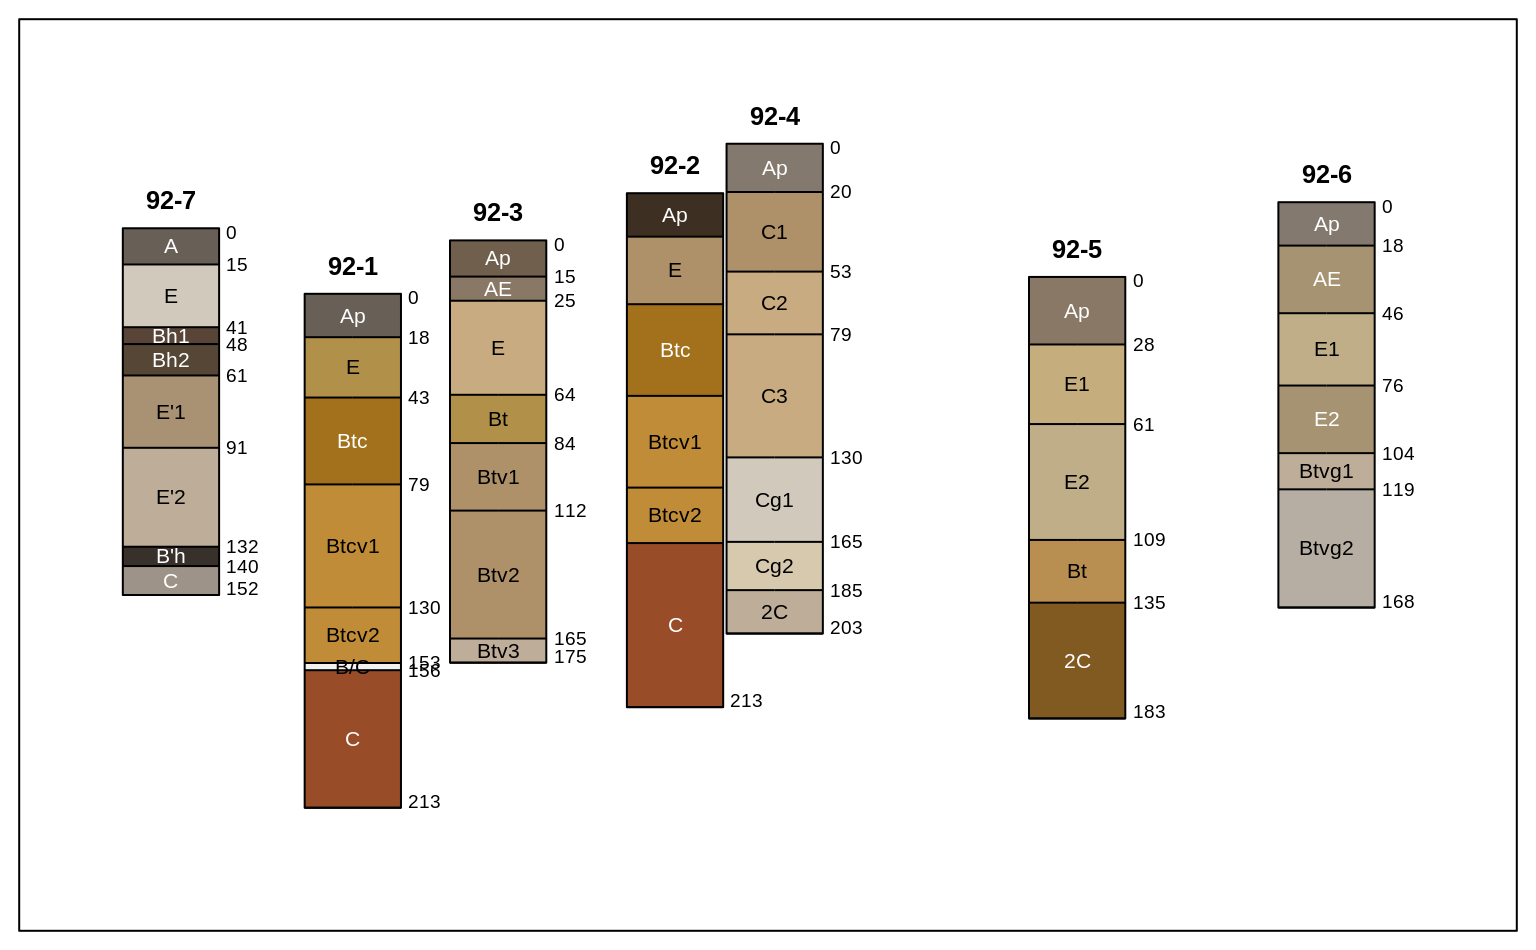 92-7
A
E
Bh1
Bh2
E'1
E'2
B'h
C
0
15
41
48
61
91
132
140
152
92-1
Ap
E
Btc
Btcv1
Btcv2
B/C
C
0
18
43
79
130
153
156
213
92-3
Ap
AE
E
Bt
Btv1
Btv2
Btv3
0
15
25
64
84
112
165
175
92-2
Ap
E
Btc
Btcv1
Btcv2
C
213
92-4
Ap
C1
C2
C3
Cg1
Cg2
2C
0
20
53
79
130
165
185
203
92-5
Ap
E1
E2
Bt
2C
0
28
61
109
135
183
92-6
Ap
AE
E1
E2
Btvg1
Btvg2
0
18
46
76
104
119
168